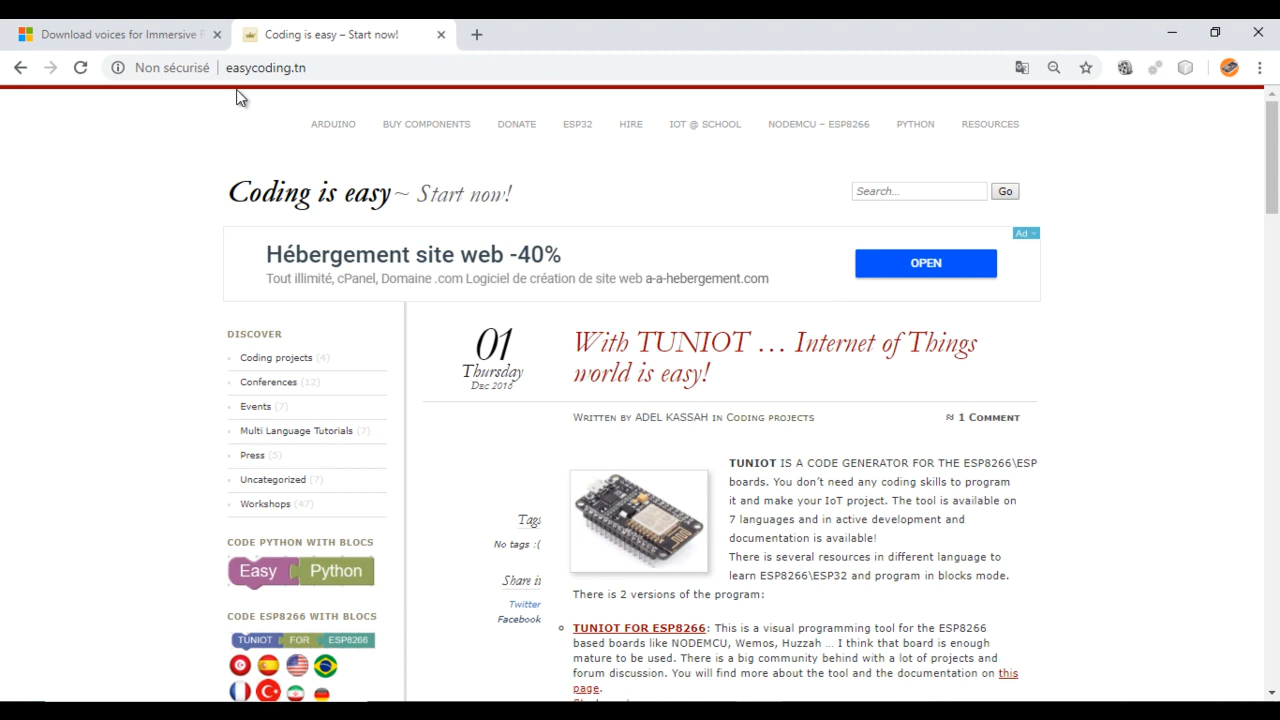 Download voices for Immersive R
Coding is easy – Start now!
Non sécurisé
easycoding.tn
ARDUINO
BUY COMPONENTS
DONATE
ESP32
HIRE
IOT @ SCHOOL
NODEMCU – ESP8266
PYTHON
RESOURCES
Coding is easy ~ Start now!
Search...
Go
Ad
Hébergement site web -40%
Tout illimité, cPanel, Domaine .com Logiciel de création de site web a-a-hebergement.com
OPEN
DISCOVER
Coding projects (4)
Conferences (12)
Events (7)
Multi Language Tutorials (7)
Press (5)
Uncategorized (7)
Workshops (47)
CODE PYTHON WITH BLOCS
Easy Python
CODE ESP8266 WITH BLOCS
TUNIOT FOR ESP8266
01
Thursday
DEC 2016
With TUNIOT … Internet of Things
world is easy!
WRITTEN BY ADEL KASSAH IN CODING PROJECTS
≈ 1 COMMENT
Tags
No tags :(
Share it
Twitter
Facebook
TUNIOT IS A CODE GENERATOR FOR THE ESP8266\ESP
boards. You don't need any coding skills to program
it and make your IoT project. The tool is available on
7 languages and in active development and
documentation is available!
There is several resources in different language to
learn ESP8266\ESP32 and program in blocks mode.
There is 2 versions of the program:
TUNIOT FOR ESP8266: This is a visual programming tool for the ESP8266
based boards like NODEMCU, Wemos, Huzzah … I think that board is enough
mature to be used. There is a big community behind with a lot of projects and
forum discussion. You will find more about the tool and the documentation on this
page.